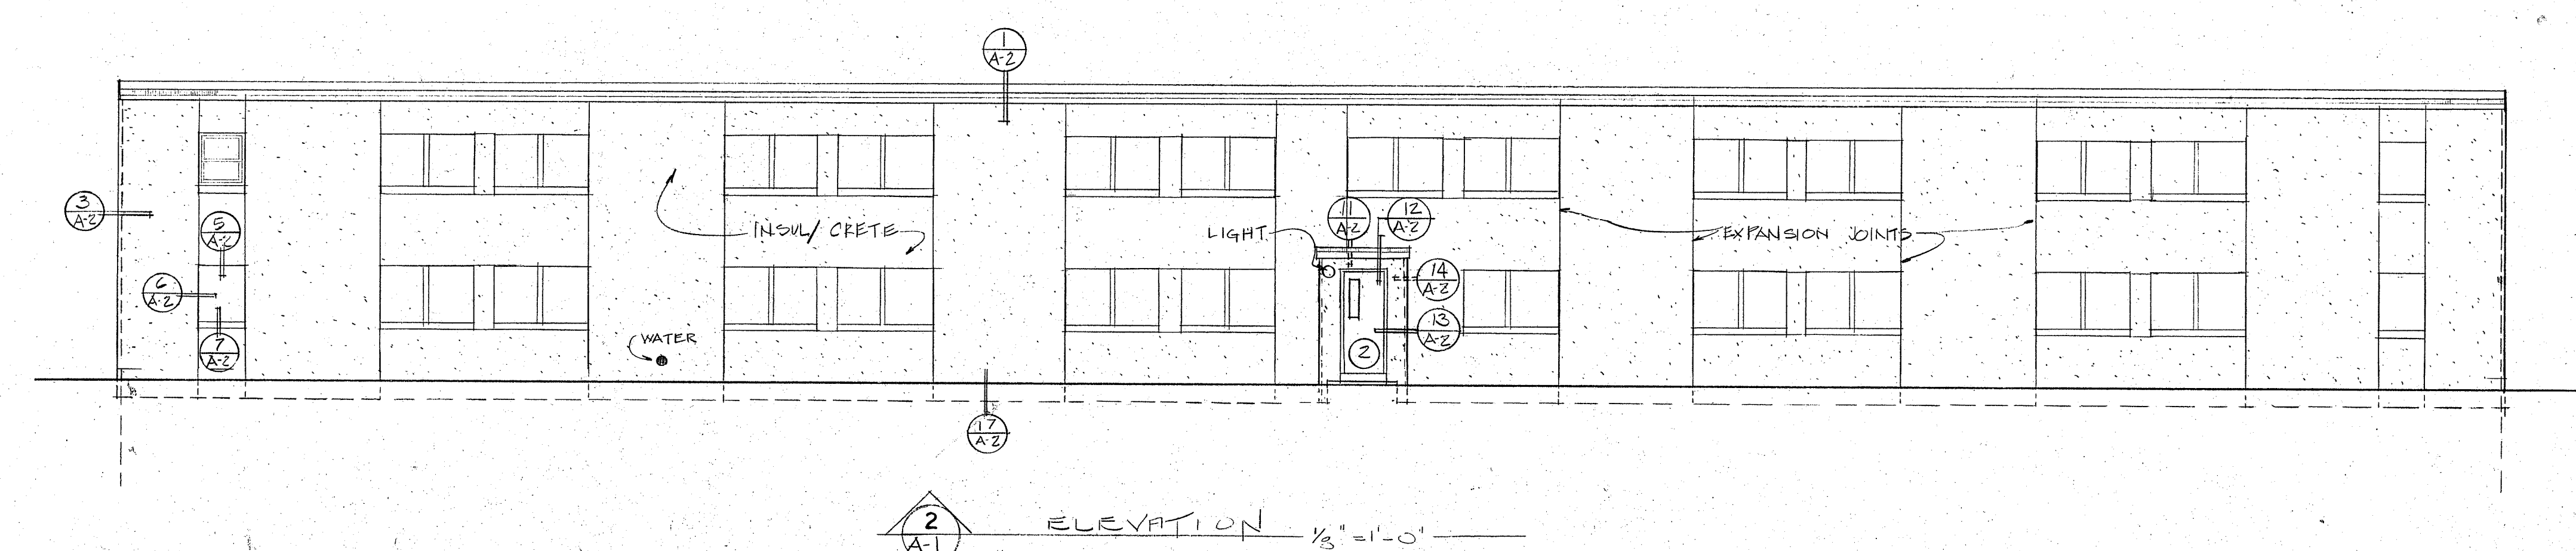 1
A-2
3
A-2
5
A-2
6
A-2
7
A-2
INSUL/ CRETE
WATER
17
A-2
LIGHT
11
A-2
12
A-2
14
A-2
13
A-2
2
EXPANSION JOINTS
2
A-1
ELEVATION 1/8" = 1'-0"